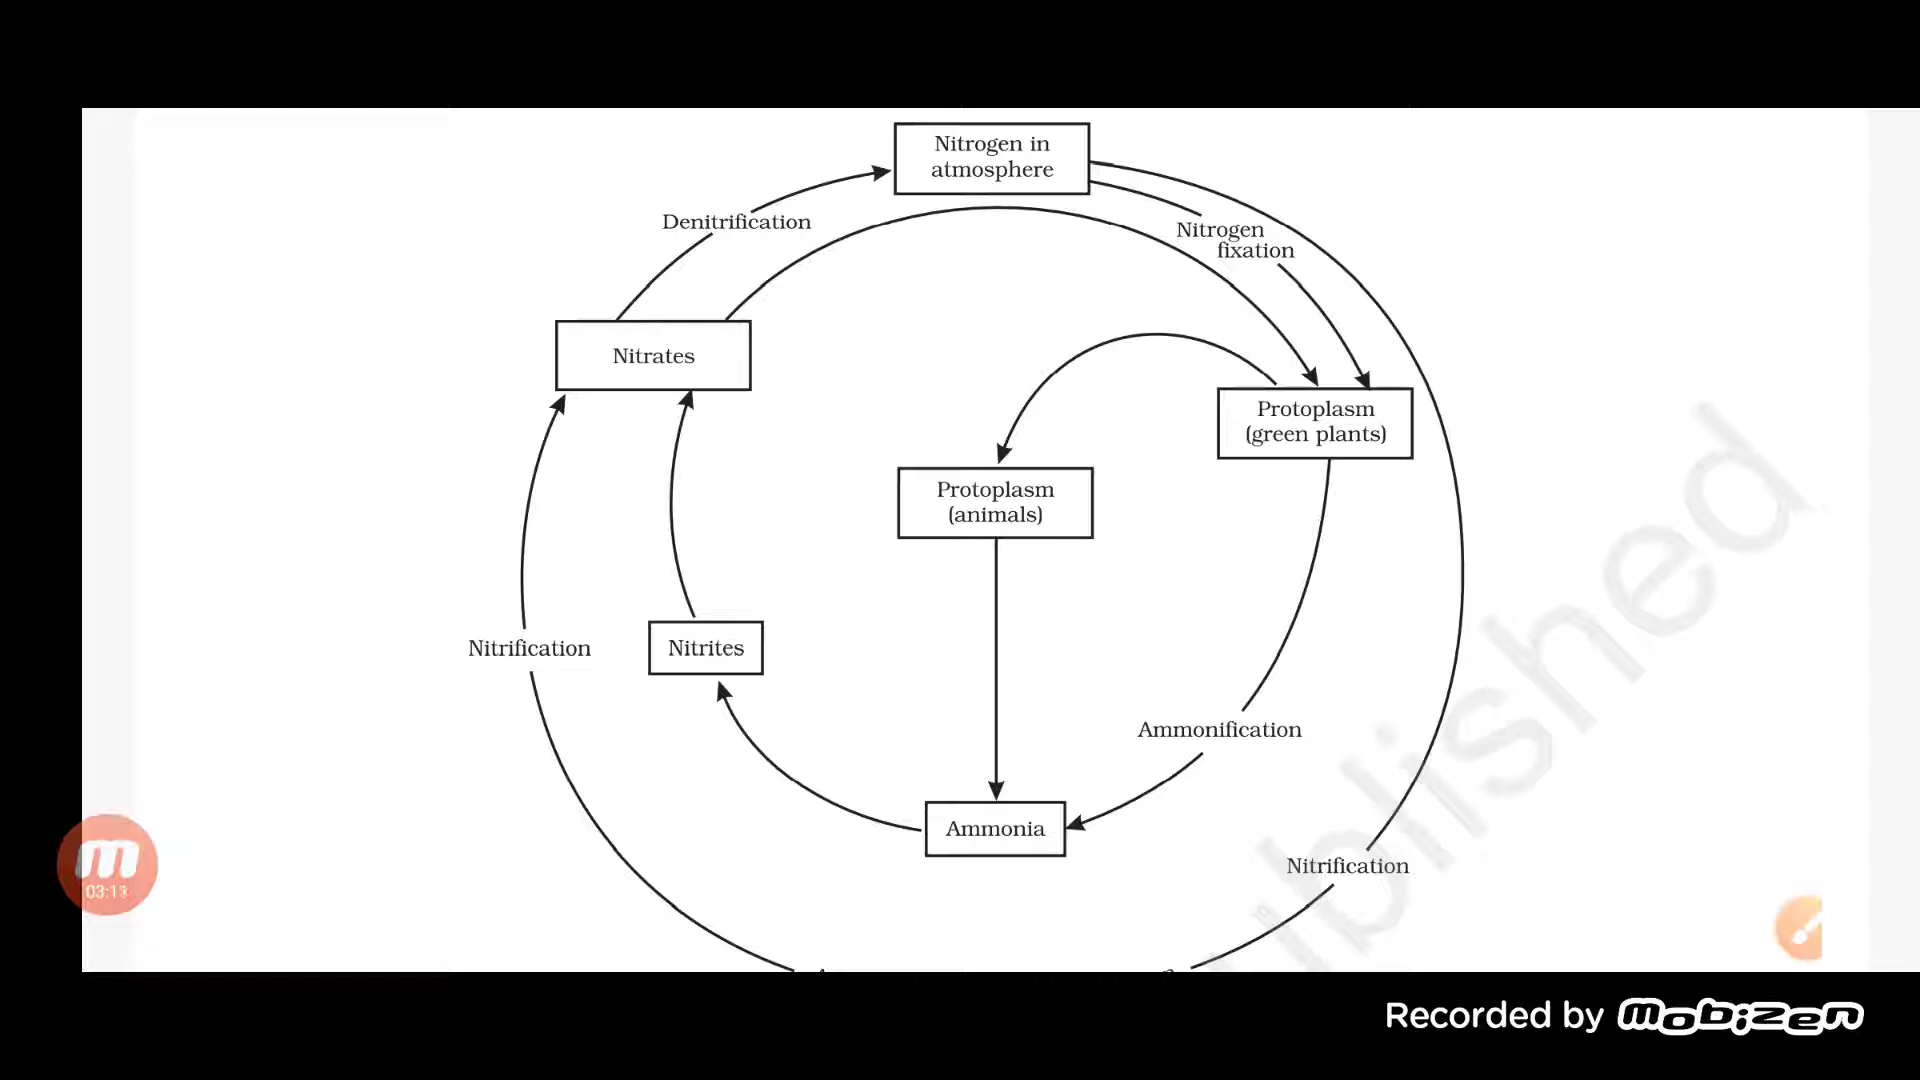 Nitrogen in
atmosphere
Denitrification
Nitrogen
fixation
Nitrates
Protoplasm
(green plants)
Protoplasm
(animals)
Nitrification
Nitrites
Ammonification
Ammonia
Nitrification
03:13
Recorded by mobizen